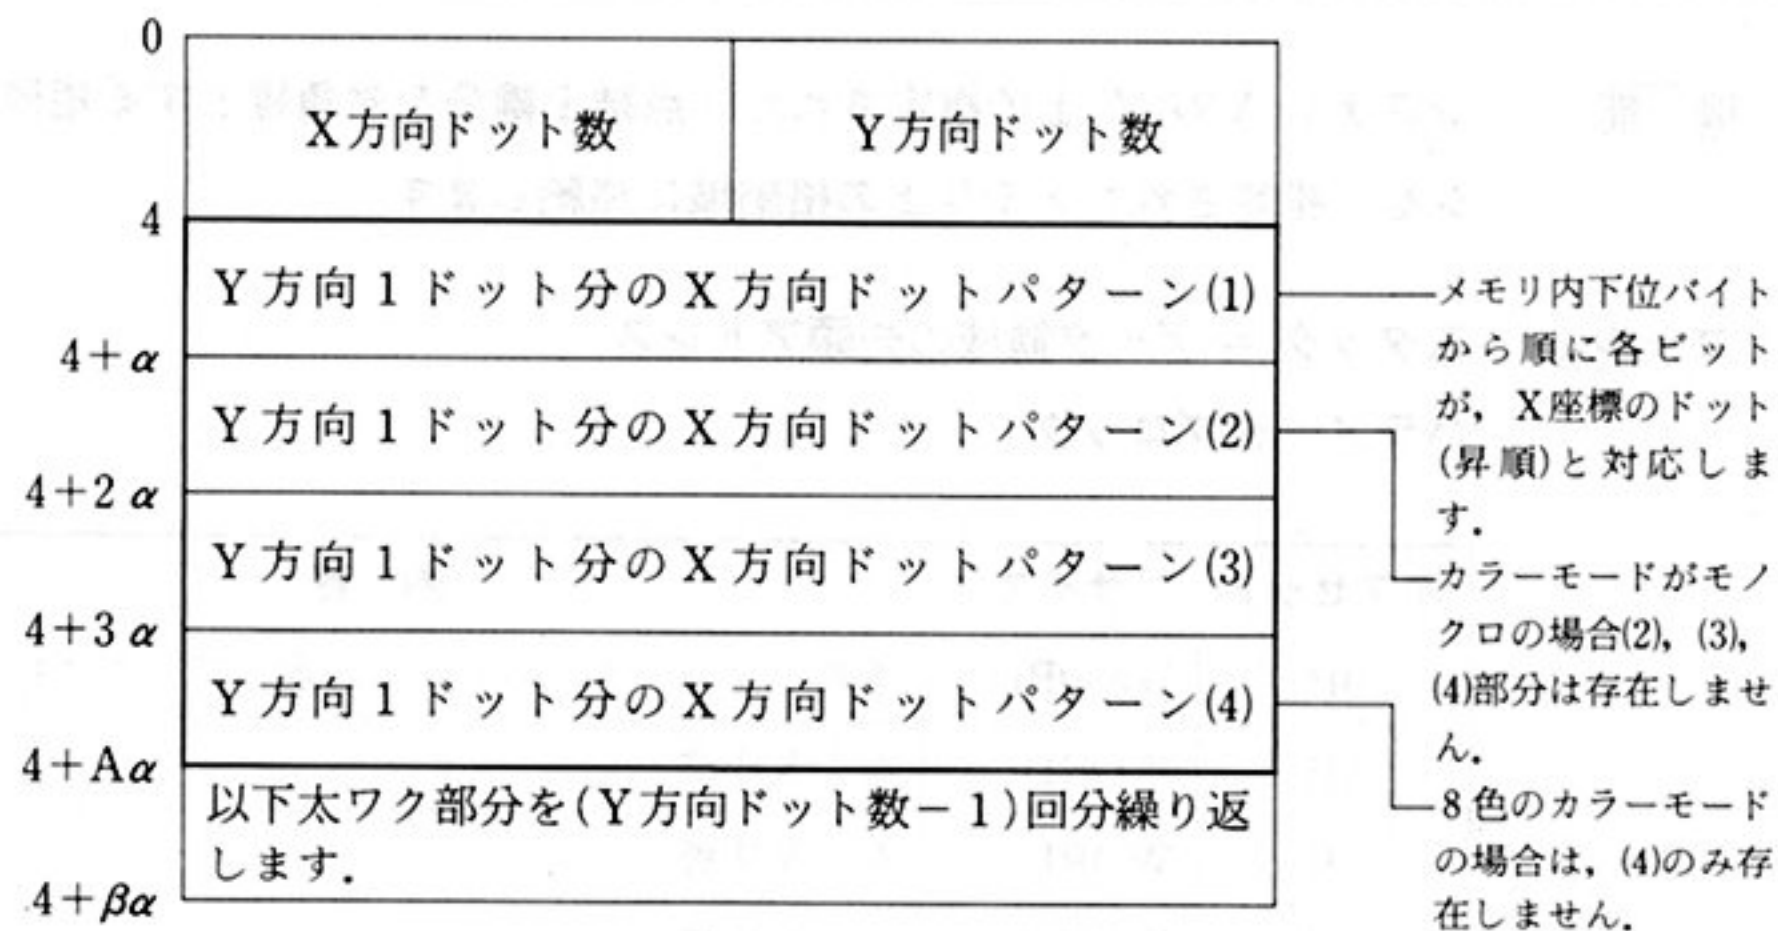 0
X方向ドット数
Y方向ドット数
4
Y方向1ドット分のX方向ドットパターン(1)
4+α
Y方向1ドット分のX方向ドットパターン(2)
4+2α
Y方向1ドット分のX方向ドットパターン(3)
4+3α
Y方向1ドット分のX方向ドットパターン(4)
4+Aα
以下太ワク部分を(Y方向ドット数−1)回分繰り返
します.
4+βα
メモリ内下位バイト
から順に各ビット
が,X座標のドット
(昇順)と対応しま
す.
カラーモードがモノ
クロの場合(2),(3),
(4)部分は存在しませ
ん.
8色のカラーモード
の場合は,(4)のみ存
在しません.